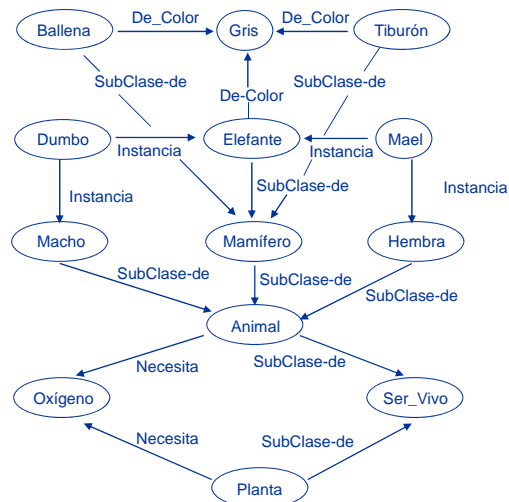 Ballena
De_Color
Gris
De_Color
Tiburón
SubClase-de
SubClase-de
De-Color
Dumbo
Instancia
Elefante
Instancia
Mael
Instancia
SubClase-de
Instancia
Macho
Mamífero
Hembra
SubClase-de
SubClase-de
SubClase-de
Animal
Necesita
SubClase-de
Oxígeno
Ser_Vivo
Necesita
SubClase-de
Planta